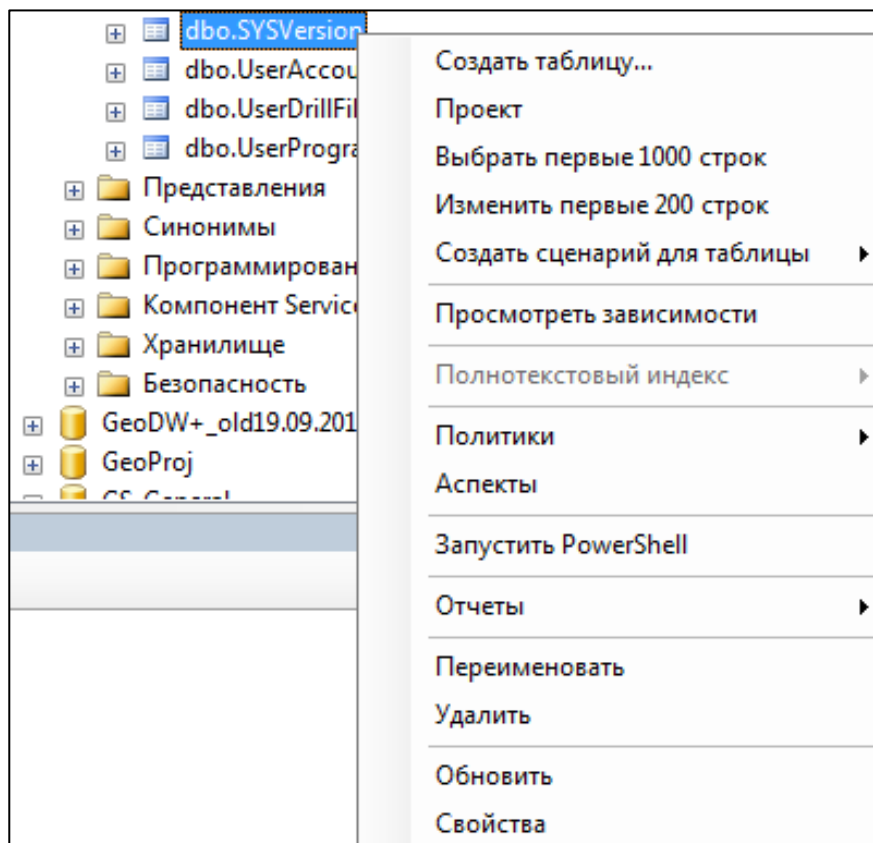 dbo.SYSVersion
dbo.UserAccou
dbo.UserDrillFil
dbo.UserProgra
Представления
Синонимы
Программирован
Компонент Servic
Хранилище
Безопасность
GeoDW+_old19.09.201
GeoProj
Создать таблицу...
Проект
Выбрать первые 1000 строк
Изменить первые 200 строк
Создать сценарий для таблицы
Просмотреть зависимости
Полнотекстовый индекс
Политики
Аспекты
Запустить PowerShell
Отчеты
Переименовать
Удалить
Обновить
Свойства